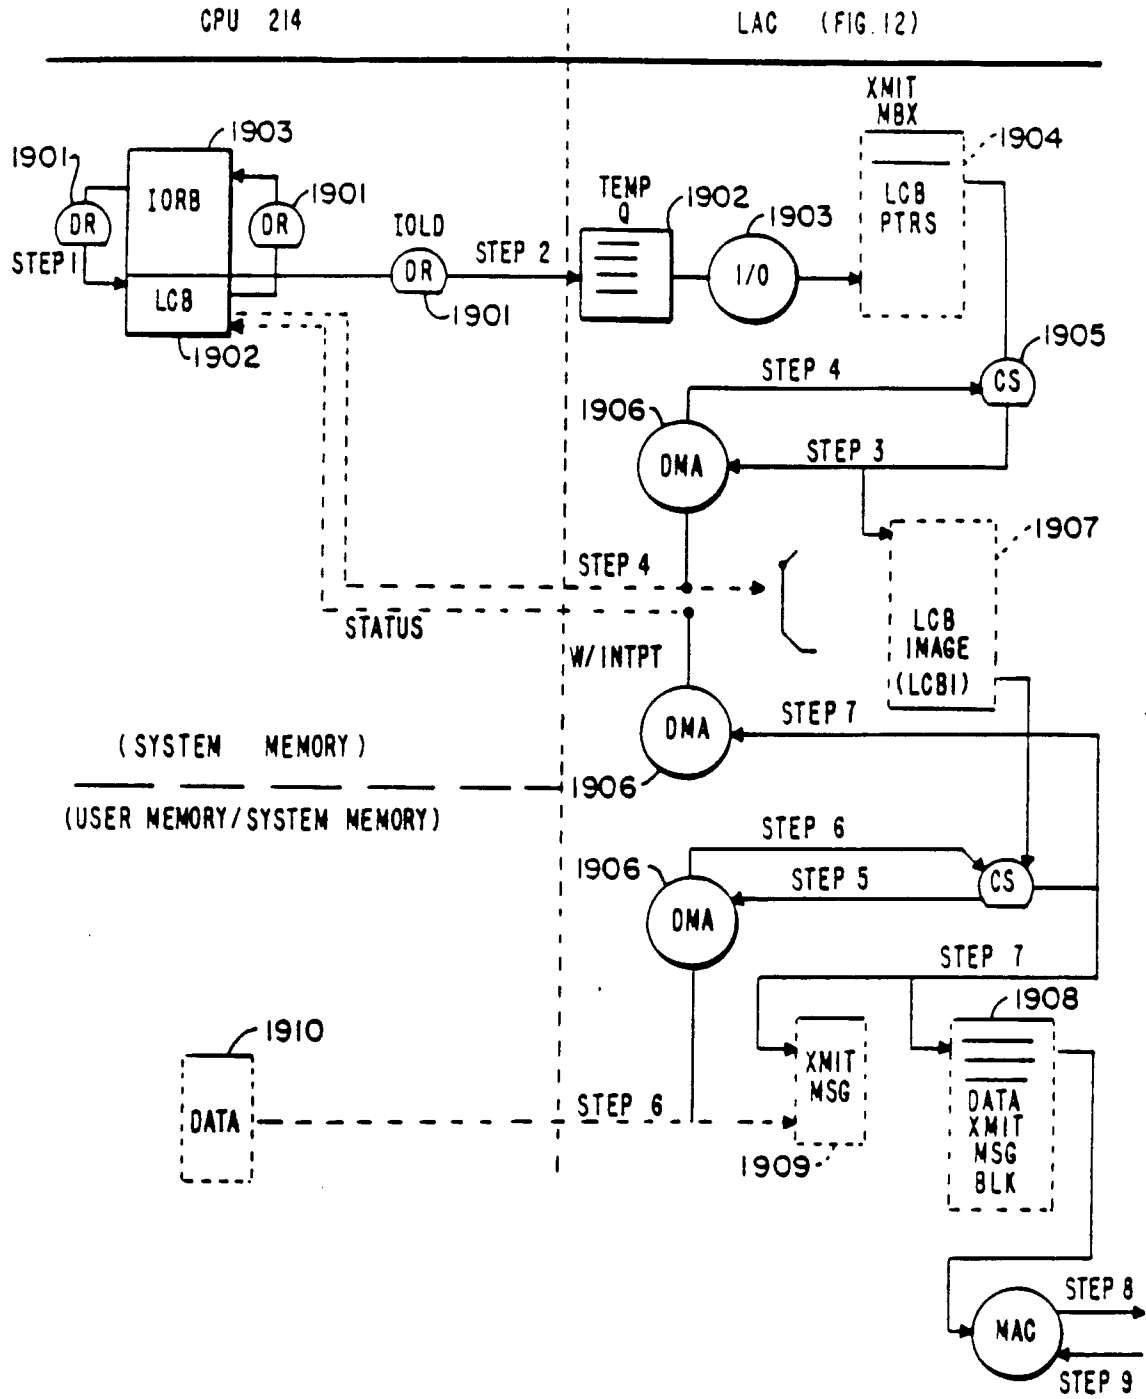 CPU 214
LAC (FIG.12)
XMIT
MBX
1903
1904
1901
1901
IORB
DR
DR
TEMP
Q
1902
1903
LCB
PTRS
IOLD
STEP 1
DR
STEP 2
I/O
LCB
1901
1902
1905
STEP 4
CS
1906
DMA
STEP 3
1907
STEP 4
STATUS
LCB
IMAGE
(LCBI)
W/INTPT
DMA
STEP 7
(SYSTEM MEMORY)
1906
(USER MEMORY/SYSTEM MEMORY)
STEP 6
1906
STEP 5
CS
DMA
STEP 7
1908
1910
XMIT
MSG
DATA
STEP 6
DATA
XMIT
MSG
BLK
1909
STEP 8
MAC
STEP 9